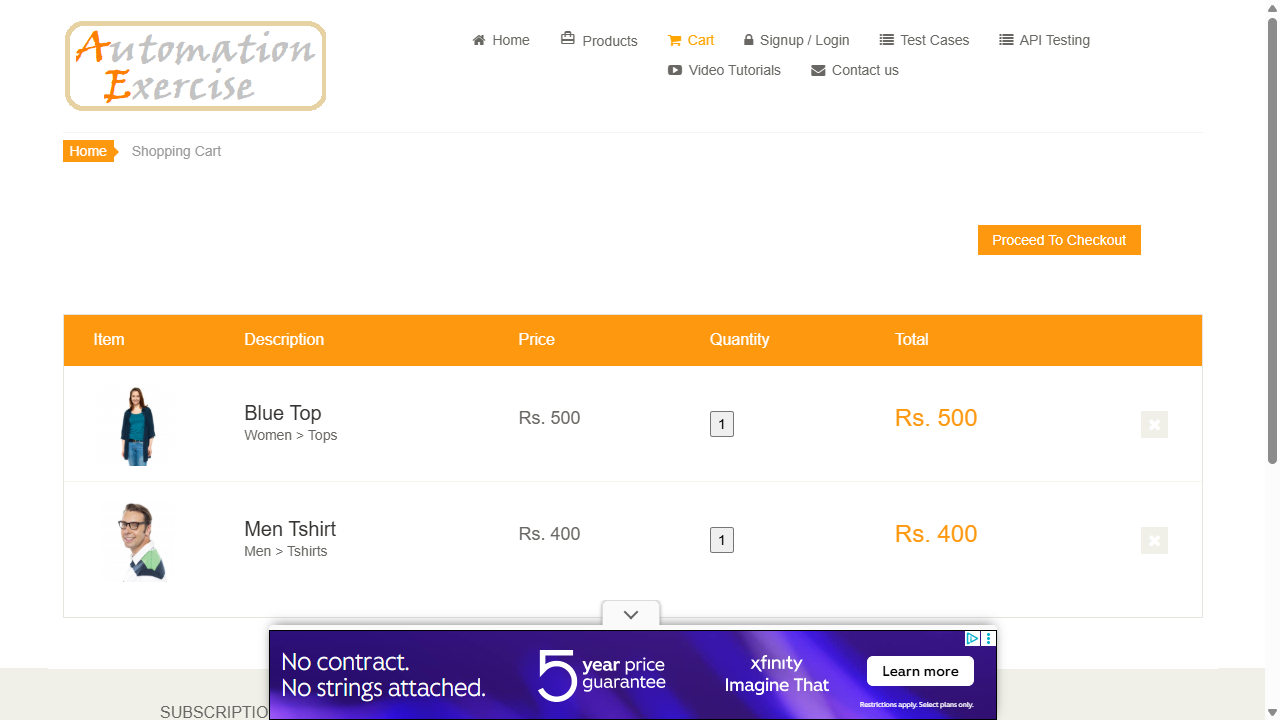 Automation
Exercise
Home Products Cart Signup / Login Test Cases API Testing
Video Tutorials Contact us
Home Shopping Cart
Proceed To Checkout
Item Description Price Quantity Total
Blue Top
Women > Tops
Rs. 500 1 Rs. 500
Men Tshirt
Men > Tshirts
Rs. 400 1 Rs. 400
No contract.
No strings attached.
5 year price
guarantee
xfinity
Imagine That
Learn more
Restrictions apply. Select plans only.
SUBSCRIPTIO